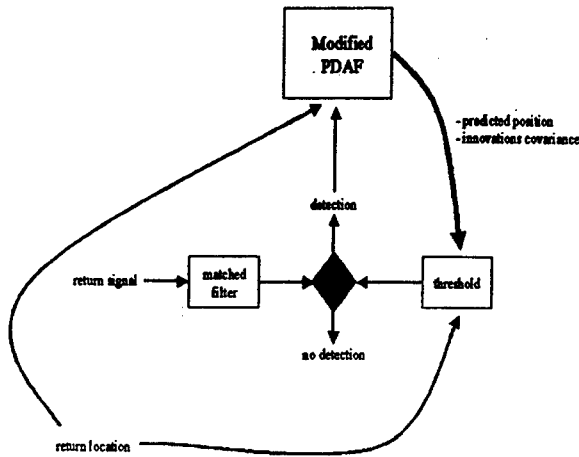 Modified
PDAF
- predicted position
- innovations covariance
detection
return signal
matched
filter
threshold
no detection
return location